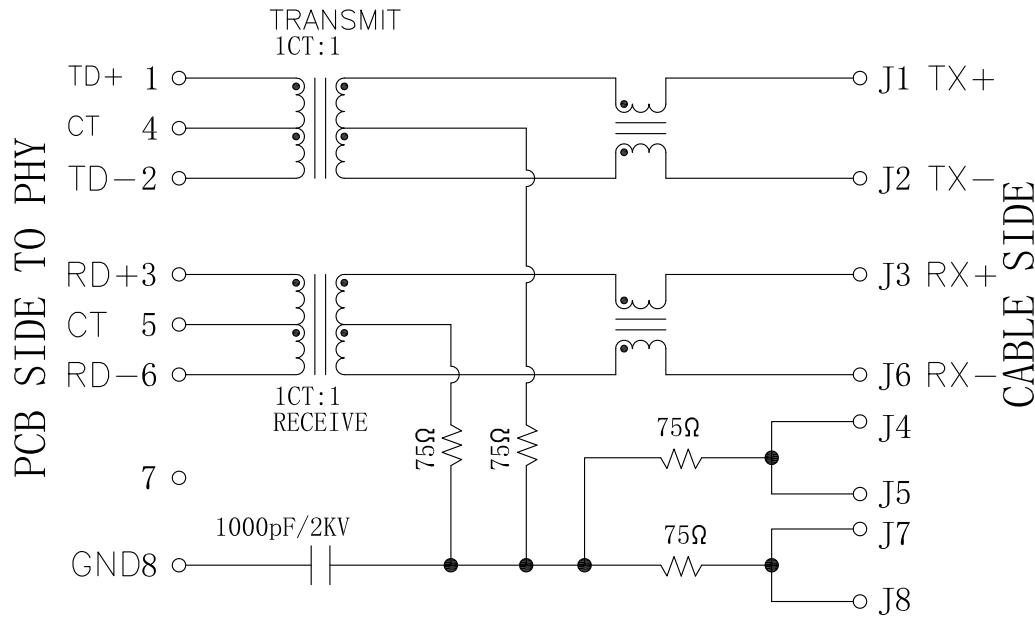 TRANSMIT
1CT:1
TD+ 1
CT 4
TD-2
J1 TX+
J2 TX-
PCB SIDE TO PHY
CABLE SIDE
RD+3
CT 5
RD-6
J3 RX+
J6 RX-
1CT:1
RECEIVE
75Ω
75Ω
75Ω
J4
J5
7
1000pF/2KV
GND8
75Ω
J7
J8